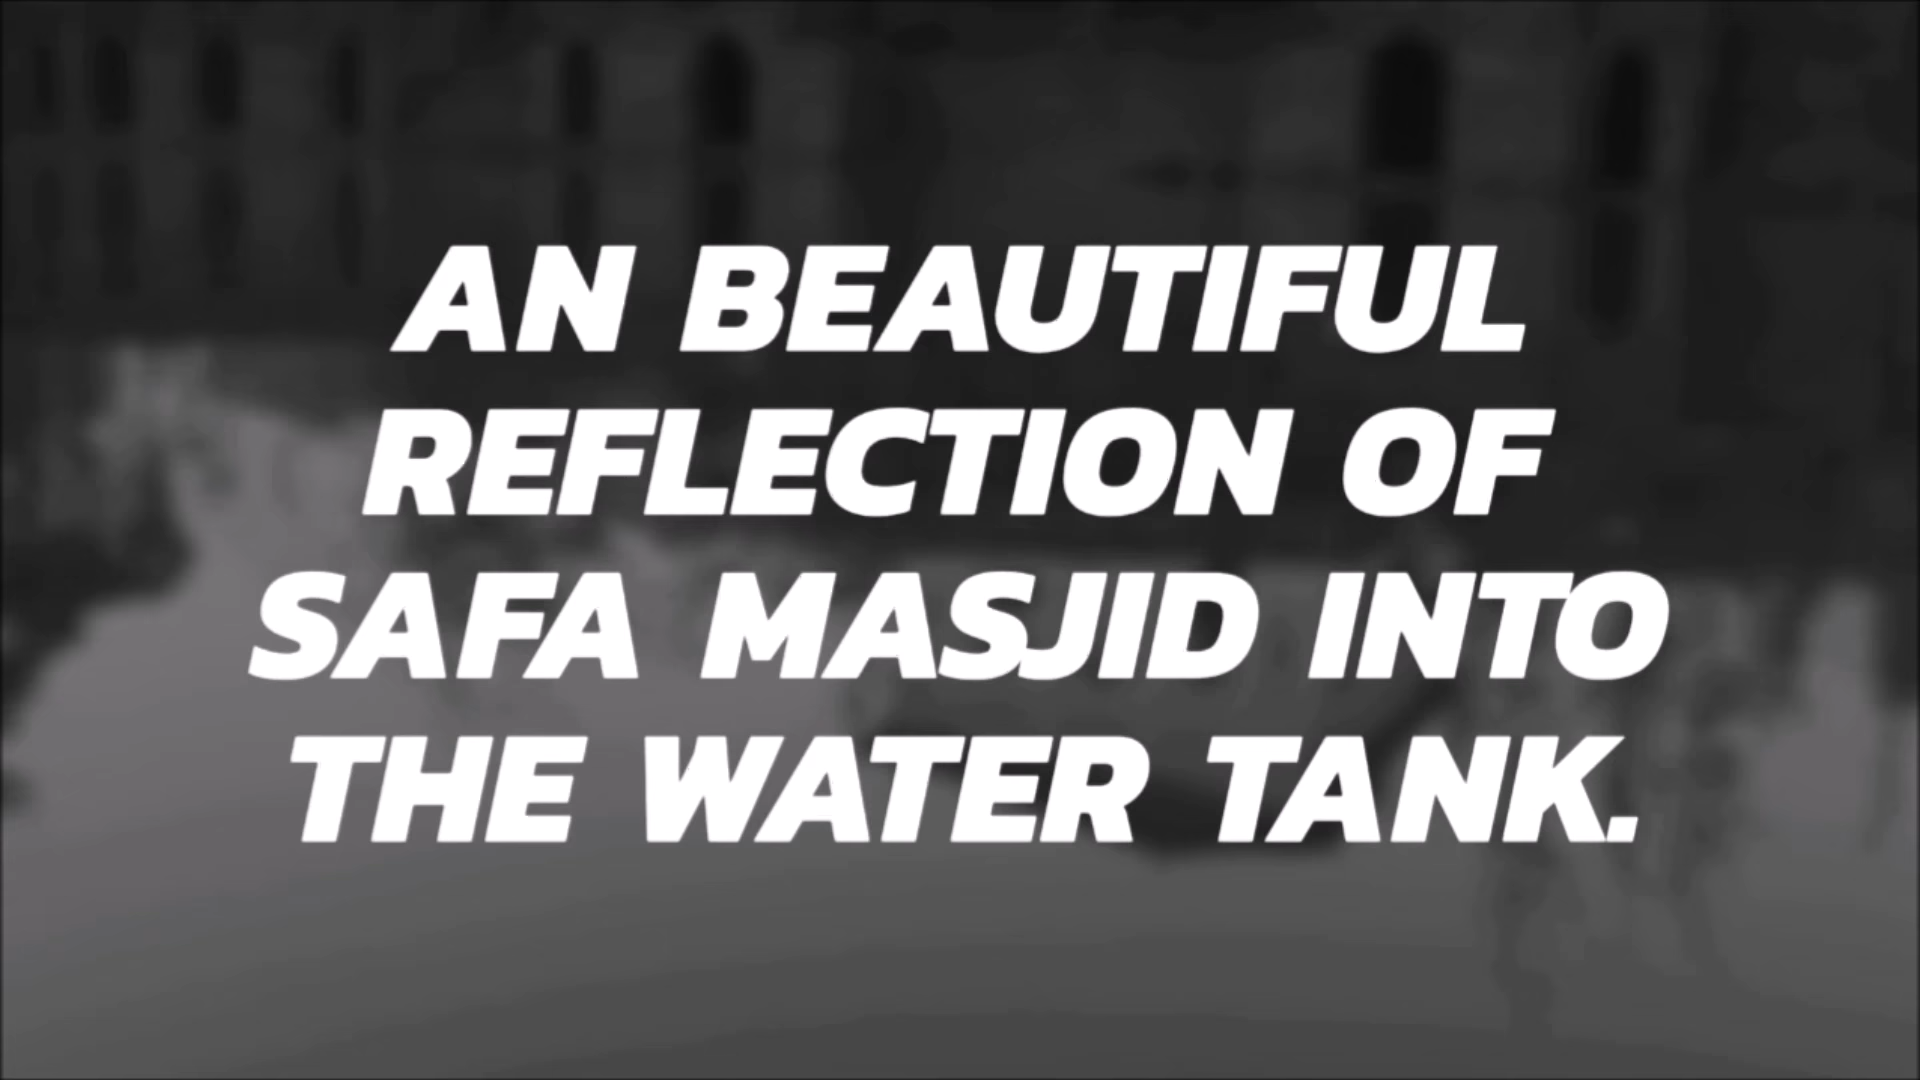 AN BEAUTIFUL
REFLECTION OF
SAFA MASJID INTO
THE WATER TANK.